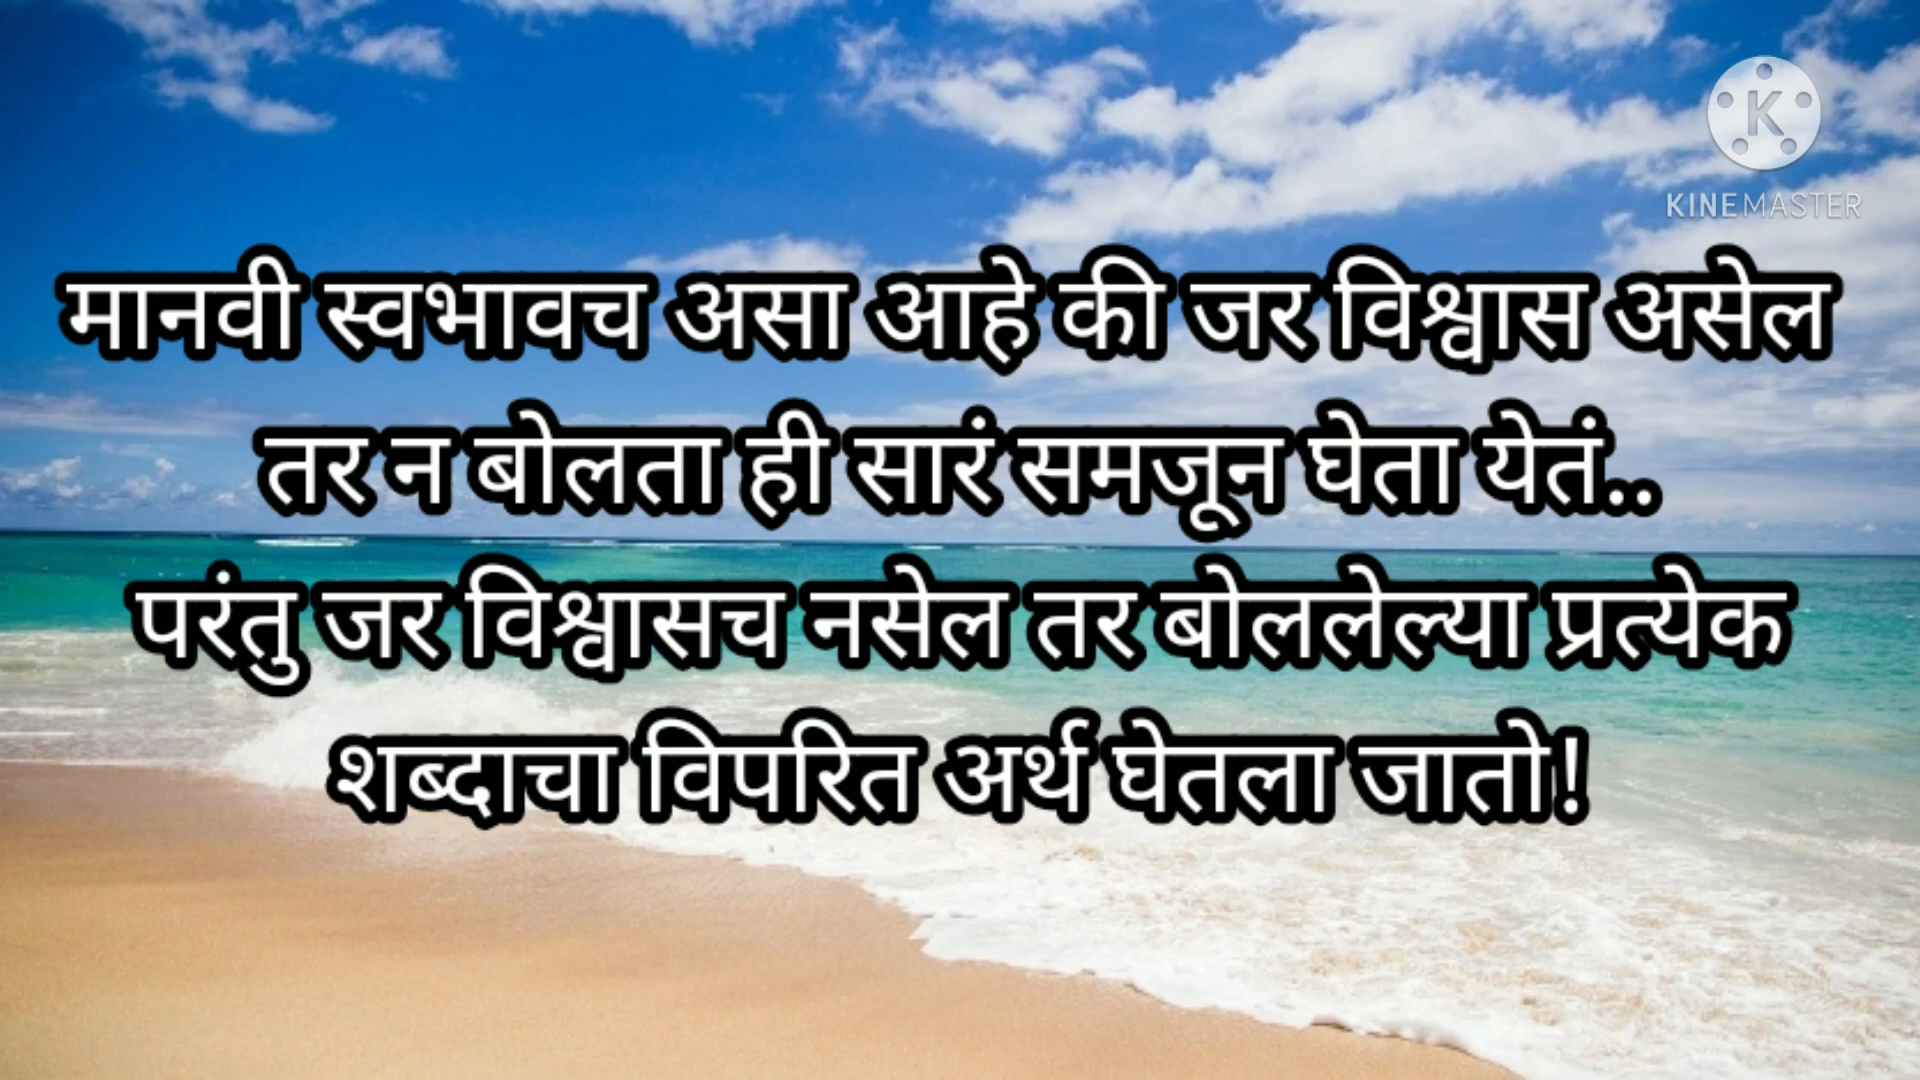 K
KINEMASTER
मानवी स्वभावच असा आहे की जर विश्वास असेल
तर न बोलता ही सारं समजून घेता येतं..
परंतु जर विश्वासच नसेल तर बोललेल्या प्रत्येक
शब्दाचा विपरित अर्थ घेतला जातो!